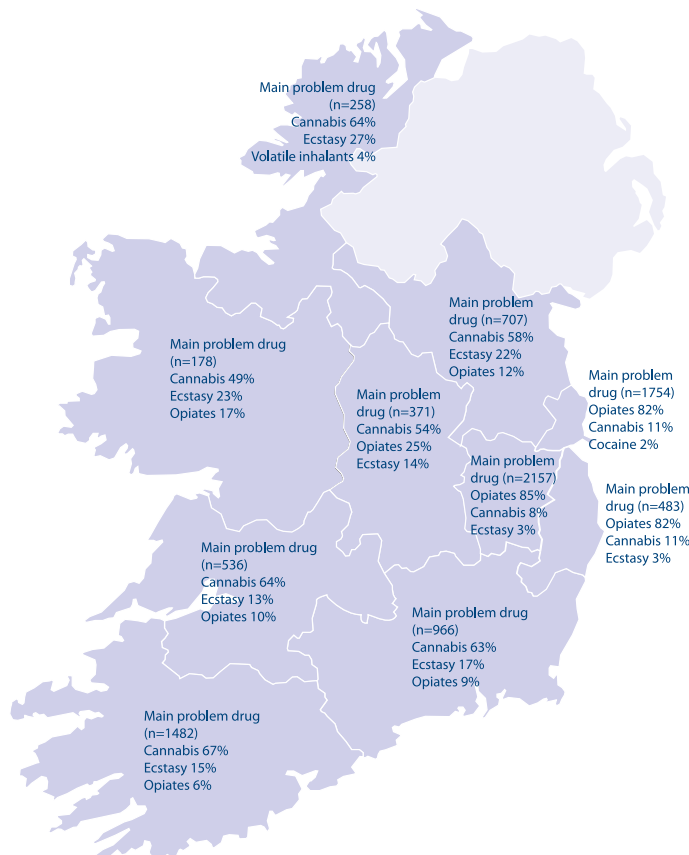 Main problem drug
(n=258)
Cannabis 64%
Ecstasy 27%
Volatile inhalants 4%
Main problem
drug (n=707)
Cannabis 58%
Ecstasy 22%
Opiates 12%
Main problem drug
(n=178)
Cannabis 49%
Ecstasy 23%
Opiates 17%
Main problem
drug (n=371)
Cannabis 54%
Opiates 25%
Ecstasy 14%
Main problem
drug (n=1754)
Opiates 82%
Cannabis 11%
Cocaine 2%
Main problem
drug (n=2157)
Opiates 85%
Cannabis 8%
Ecstasy 3%
Main problem
drug (n=483)
Opiates 82%
Cannabis 11%
Ecstasy 3%
Main problem drug
(n=536)
Cannabis 64%
Ecstasy 13%
Opiates 10%
Main problem drug
(n=966)
Cannabis 63%
Ecstasy 17%
Opiates 9%
Main problem drug
(n=1482)
Cannabis 67%
Ecstasy 15%
Opiates 6%